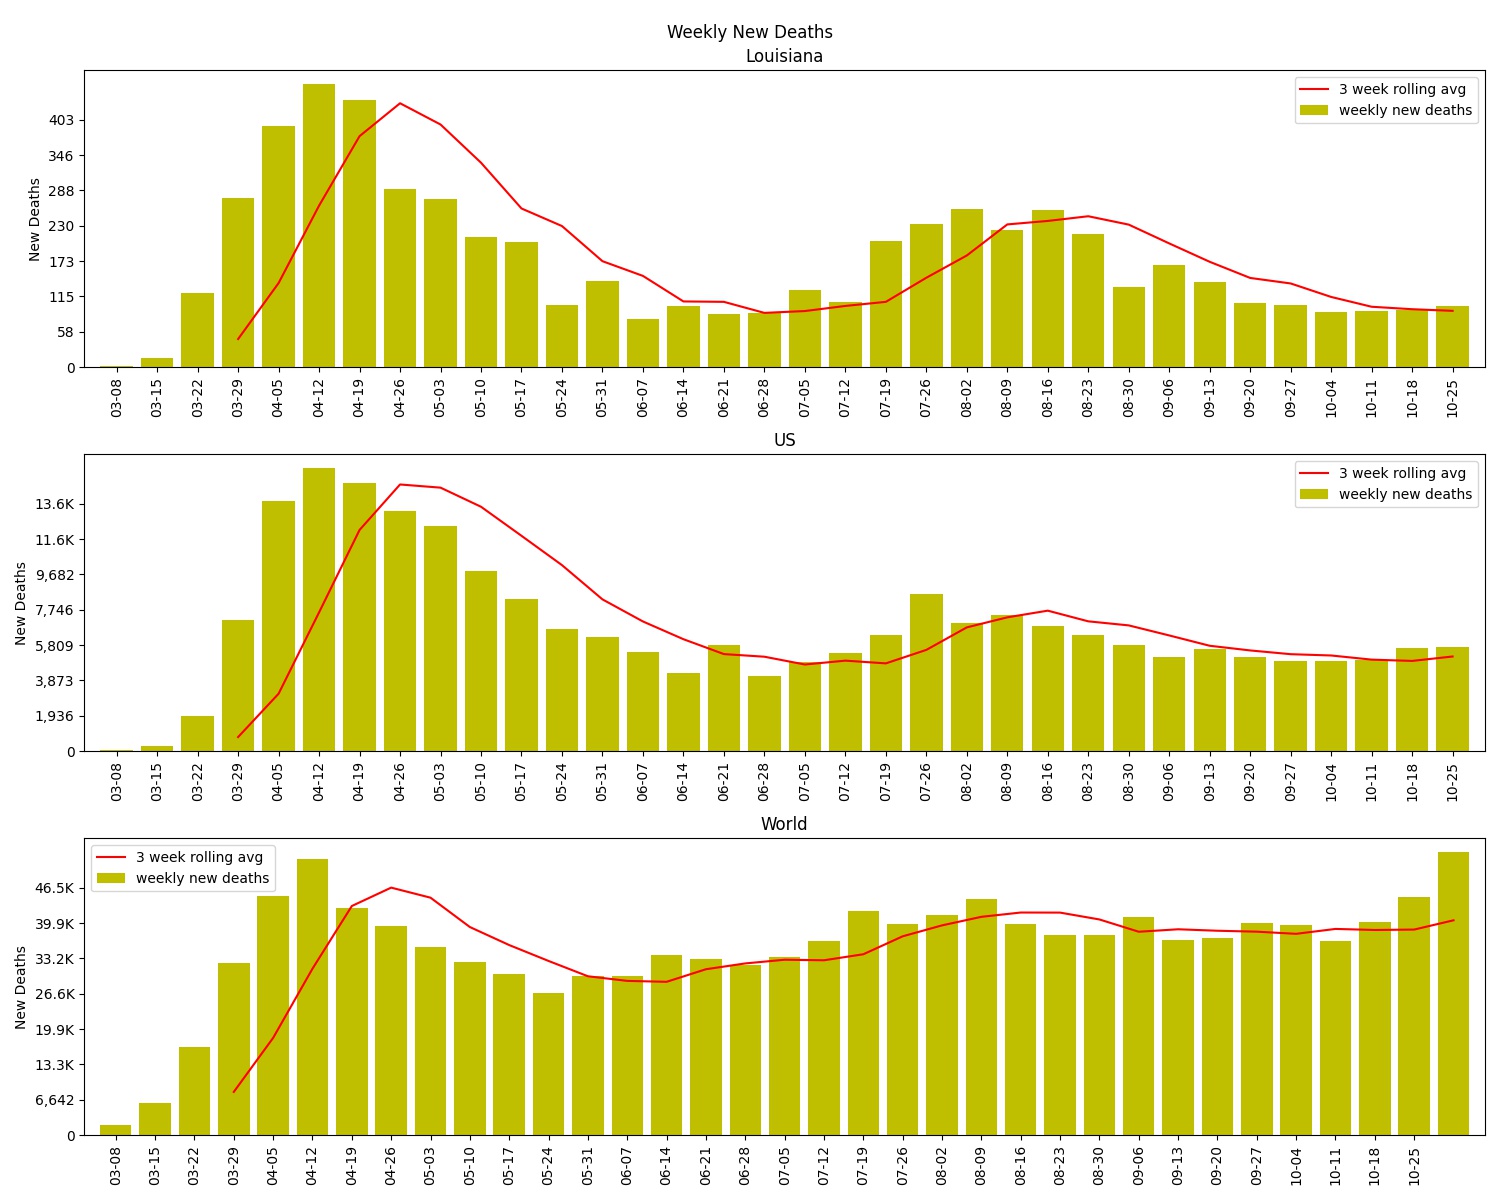 Weekly New Deaths
Louisiana
3 week rolling avg
weekly new deaths
New Deaths
403
346
288
230
173
115
58
0
03-08 03-15 03-22 03-29 04-05 04-12 04-19 04-26 05-03 05-10 05-17 05-24 05-31 06-07 06-14 06-21 06-28 07-05 07-12 07-19 07-26 08-02 08-09 08-16 08-23 08-30 09-06 09-13 09-20 09-27 10-04 10-11 10-18 10-25
US
3 week rolling avg
weekly new deaths
New Deaths
13.6K
11.6K
9,682
7,746
5,809
3,873
1,936
0
03-08 03-15 03-22 03-29 04-05 04-12 04-19 04-26 05-03 05-10 05-17 05-24 05-31 06-07 06-14 06-21 06-28 07-05 07-12 07-19 07-26 08-02 08-09 08-16 08-23 08-30 09-06 09-13 09-20 09-27 10-04 10-11 10-18 10-25
World
3 week rolling avg
weekly new deaths
New Deaths
46.5K
39.9K
33.2K
26.6K
19.9K
13.3K
6,642
0
03-08 03-15 03-22 03-29 04-05 04-12 04-19 04-26 05-03 05-10 05-17 05-24 05-31 06-07 06-14 06-21 06-28 07-05 07-12 07-19 07-26 08-02 08-09 08-16 08-23 08-30 09-06 09-13 09-20 09-27 10-04 10-11 10-18 10-25